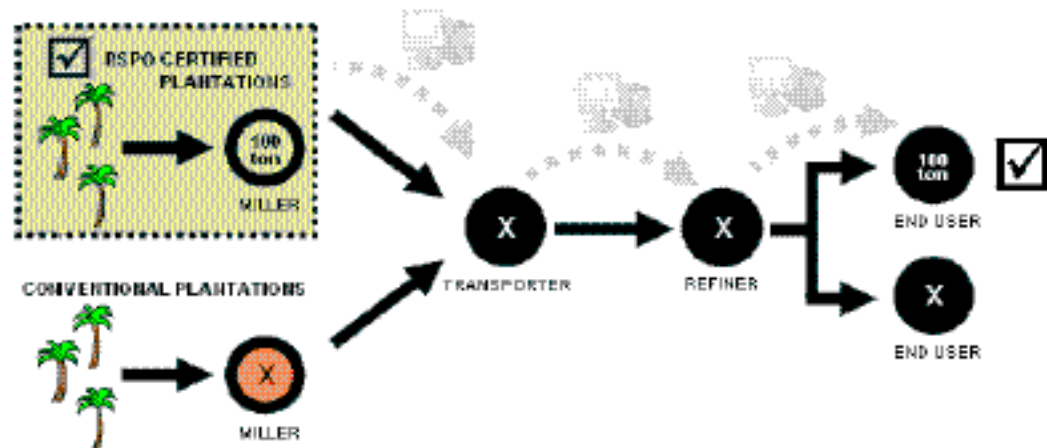 RSPO CERTIFIED
PLANTATIONS
100
ton
MILLER
CONVENTIONAL PLANTATIONS
X
MILLER
X
TRANSPORTER
X
REFINER
100
ton
END USER
X
END USER